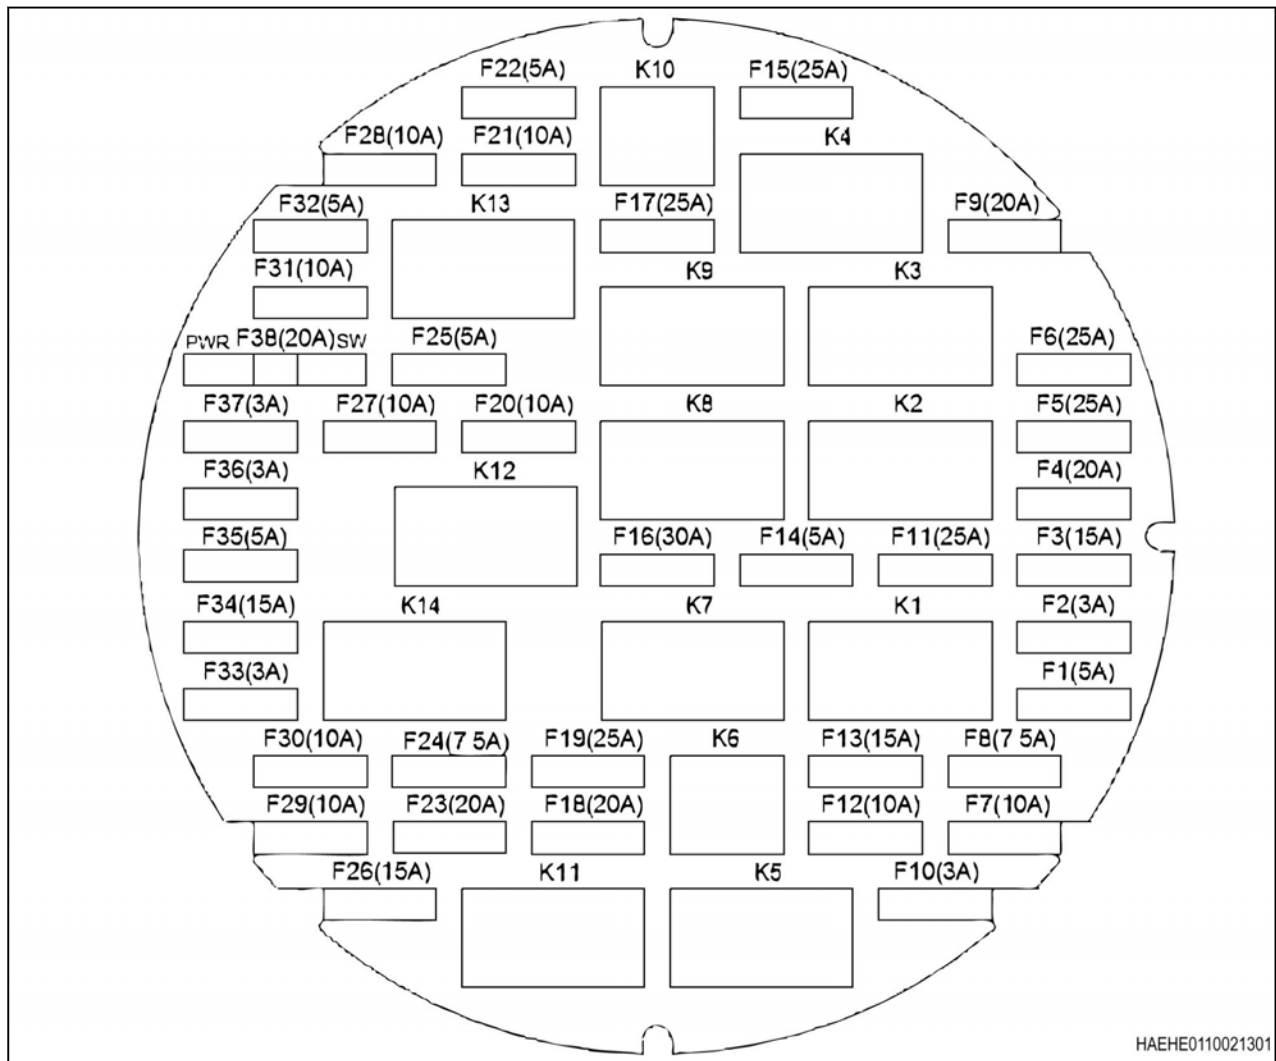 F22(5A) K10 F15(25A)
F28(10A) F21(10A) K4
F32(5A) K13 F17(25A) F9(20A)
F31(10A) K9 K3
PWR F38(20A) SW F25(5A) F6(25A)
F37(3A) F27(10A) F20(10A) K8 K2 F5(25A)
F36(3A) K12 F4(20A)
F35(5A) F16(30A) F14(5A) F11(25A) F3(15A)
F34(15A) K14 K7 K1 F2(3A)
F33(3A) F1(5A)
F30(10A) F24(7 5A) F19(25A) K6 F13(15A) F8(7 5A)
F29(10A) F23(20A) F18(20A) F12(10A) F7(10A)
F26(15A) K11 K5 F10(3A)
HAEHE0110021301